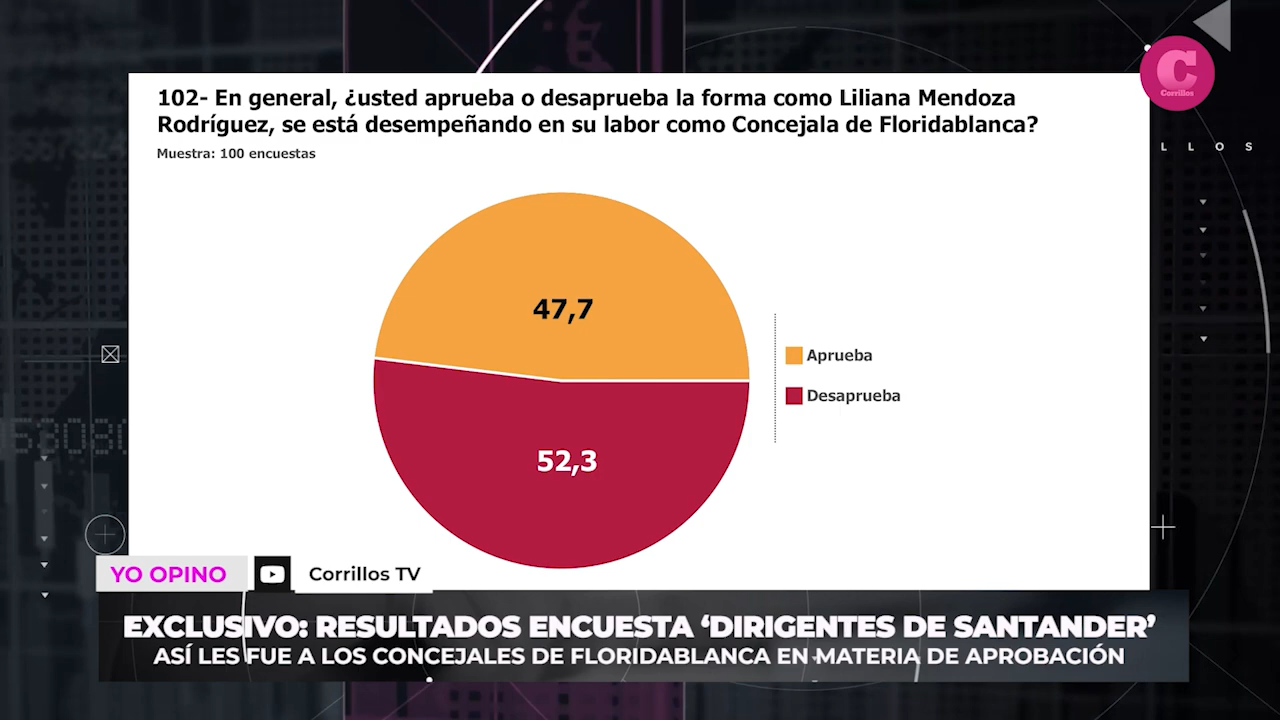 102- En general, ¿usted aprueba o desaprueba la forma como Liliana Mendoza
Rodríguez, se está desempeñando en su labor como Concejala de Floridablanca?
Muestra: 100 encuestas
C
Corrillos
L L O S
47,7
Aprueba
Desaprueba
52,3
YO OPINO
Corrillos TV
EXCLUSIVO: RESULTADOS ENCUESTA ‘DIRIGENTES DE SANTANDER’
ASÍ LES FUE A LOS CONCEJALES DE FLORIDABLANCA EN MATERIA DE APROBACIÓN